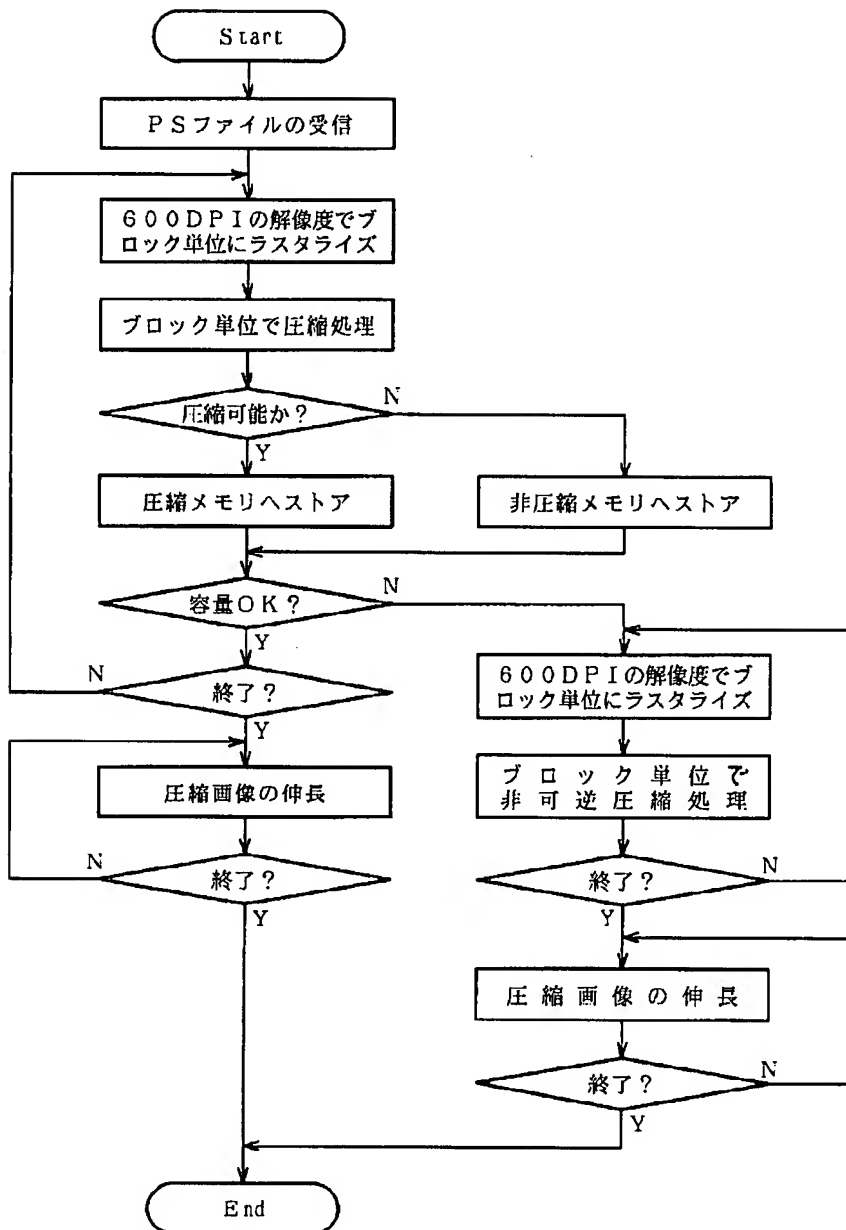 Start
PSファイルの受信
600DPIの解像度でブ
ロック単位にラスタライズ
ブロック単位で圧縮処理
圧縮可能か?
N
Y
圧縮メモリへストア
非圧縮メモリへストア
容量OK?
N
Y
終了?
N
Y
600DPIの解像度でブ
ロック単位にラスタライズ
圧縮画像の伸長
ブロック単位で
非可逆圧縮処理
終了?
N
Y
終了?
N
Y
圧縮画像の伸長
終了?
N
Y
End